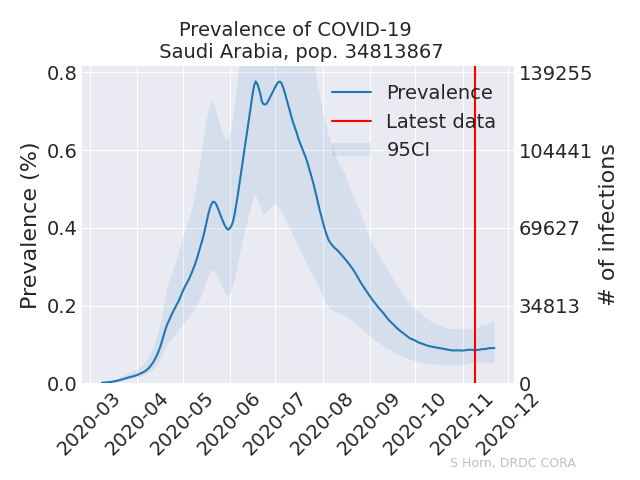 Prevalence of COVID-19
Saudi Arabia, pop. 34813867
Prevalence (%)
0.8
0.6
0.4
0.2
0.0
Prevalence
Latest data
95CI
139255
104441
69627
34813
0
# of infections
2020-03
2020-04
2020-05
2020-06
2020-07
2020-08
2020-09
2020-10
2020-11
2020-12
S Horn, DRDC CORA